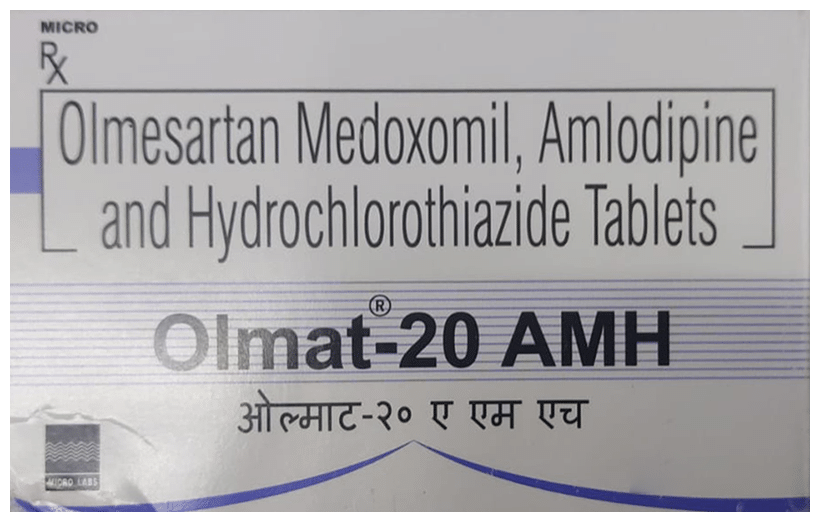 MICRO
Rx
Olmesartan Medoxomil, Amlodipine
and Hydrochlorothiazide Tablets
Olmat®-20 AMH
ओल्माट-२० ए एम एच
MICRO LABS